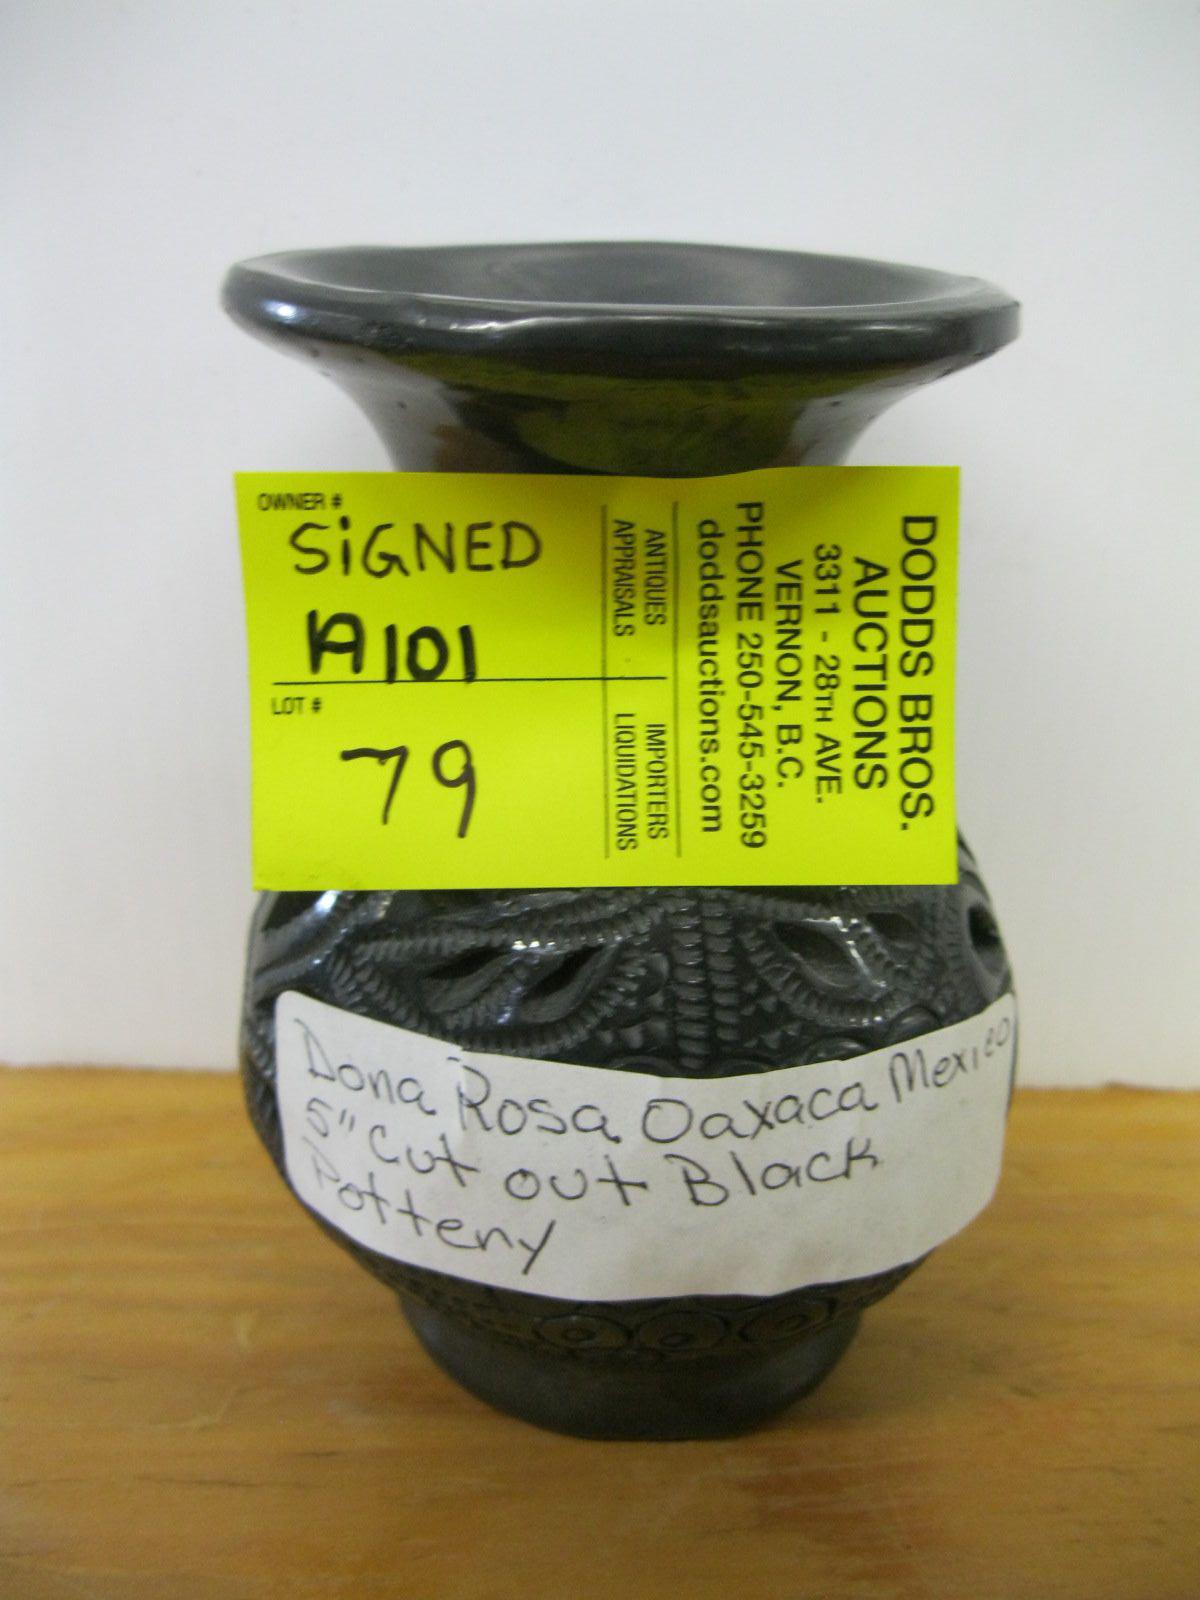 OWNER #
SiGNED
A101
LOT #
79
ANTIQUES
APPRAISALS
IMPORTERS
LIQUIDATIONS
DODDS BROS.
AUCTIONS
3311 - 28TH AVE.
VERNON, B.C.
PHONE 250-545-3259
doddsauctions.com
Dona Rosa Oaxaca Mexico
5" Cut out Black
Pottery